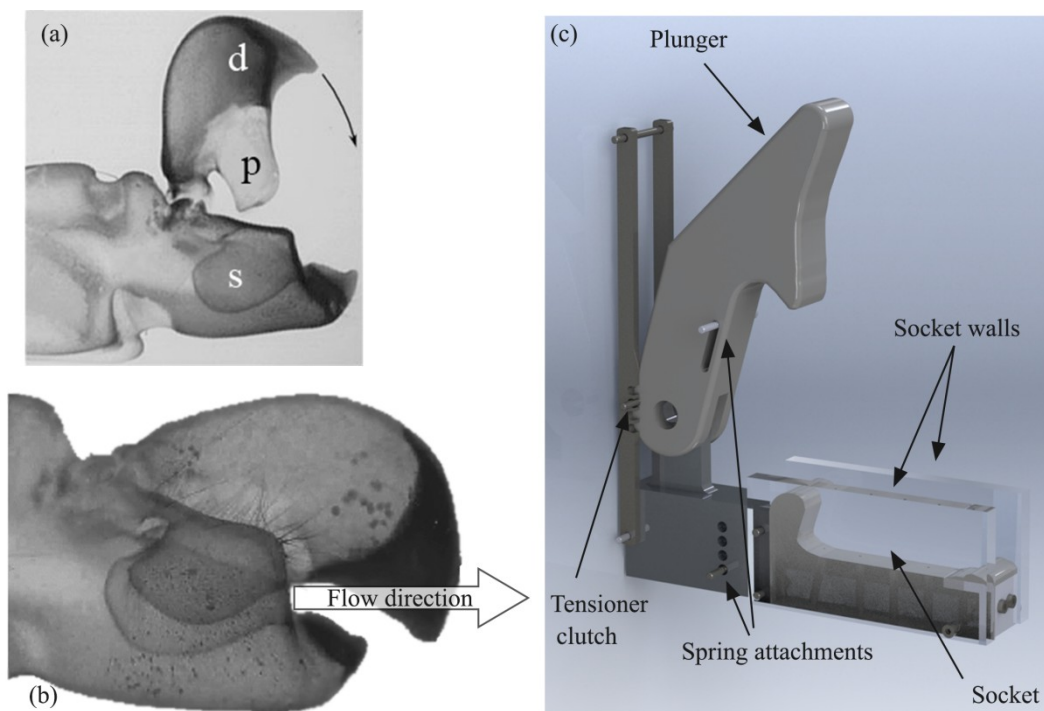 (a)
d
p
s
(b)
Flow direction
(c)
Plunger
Socket walls
Tensioner
clutch
Spring attachments
Socket